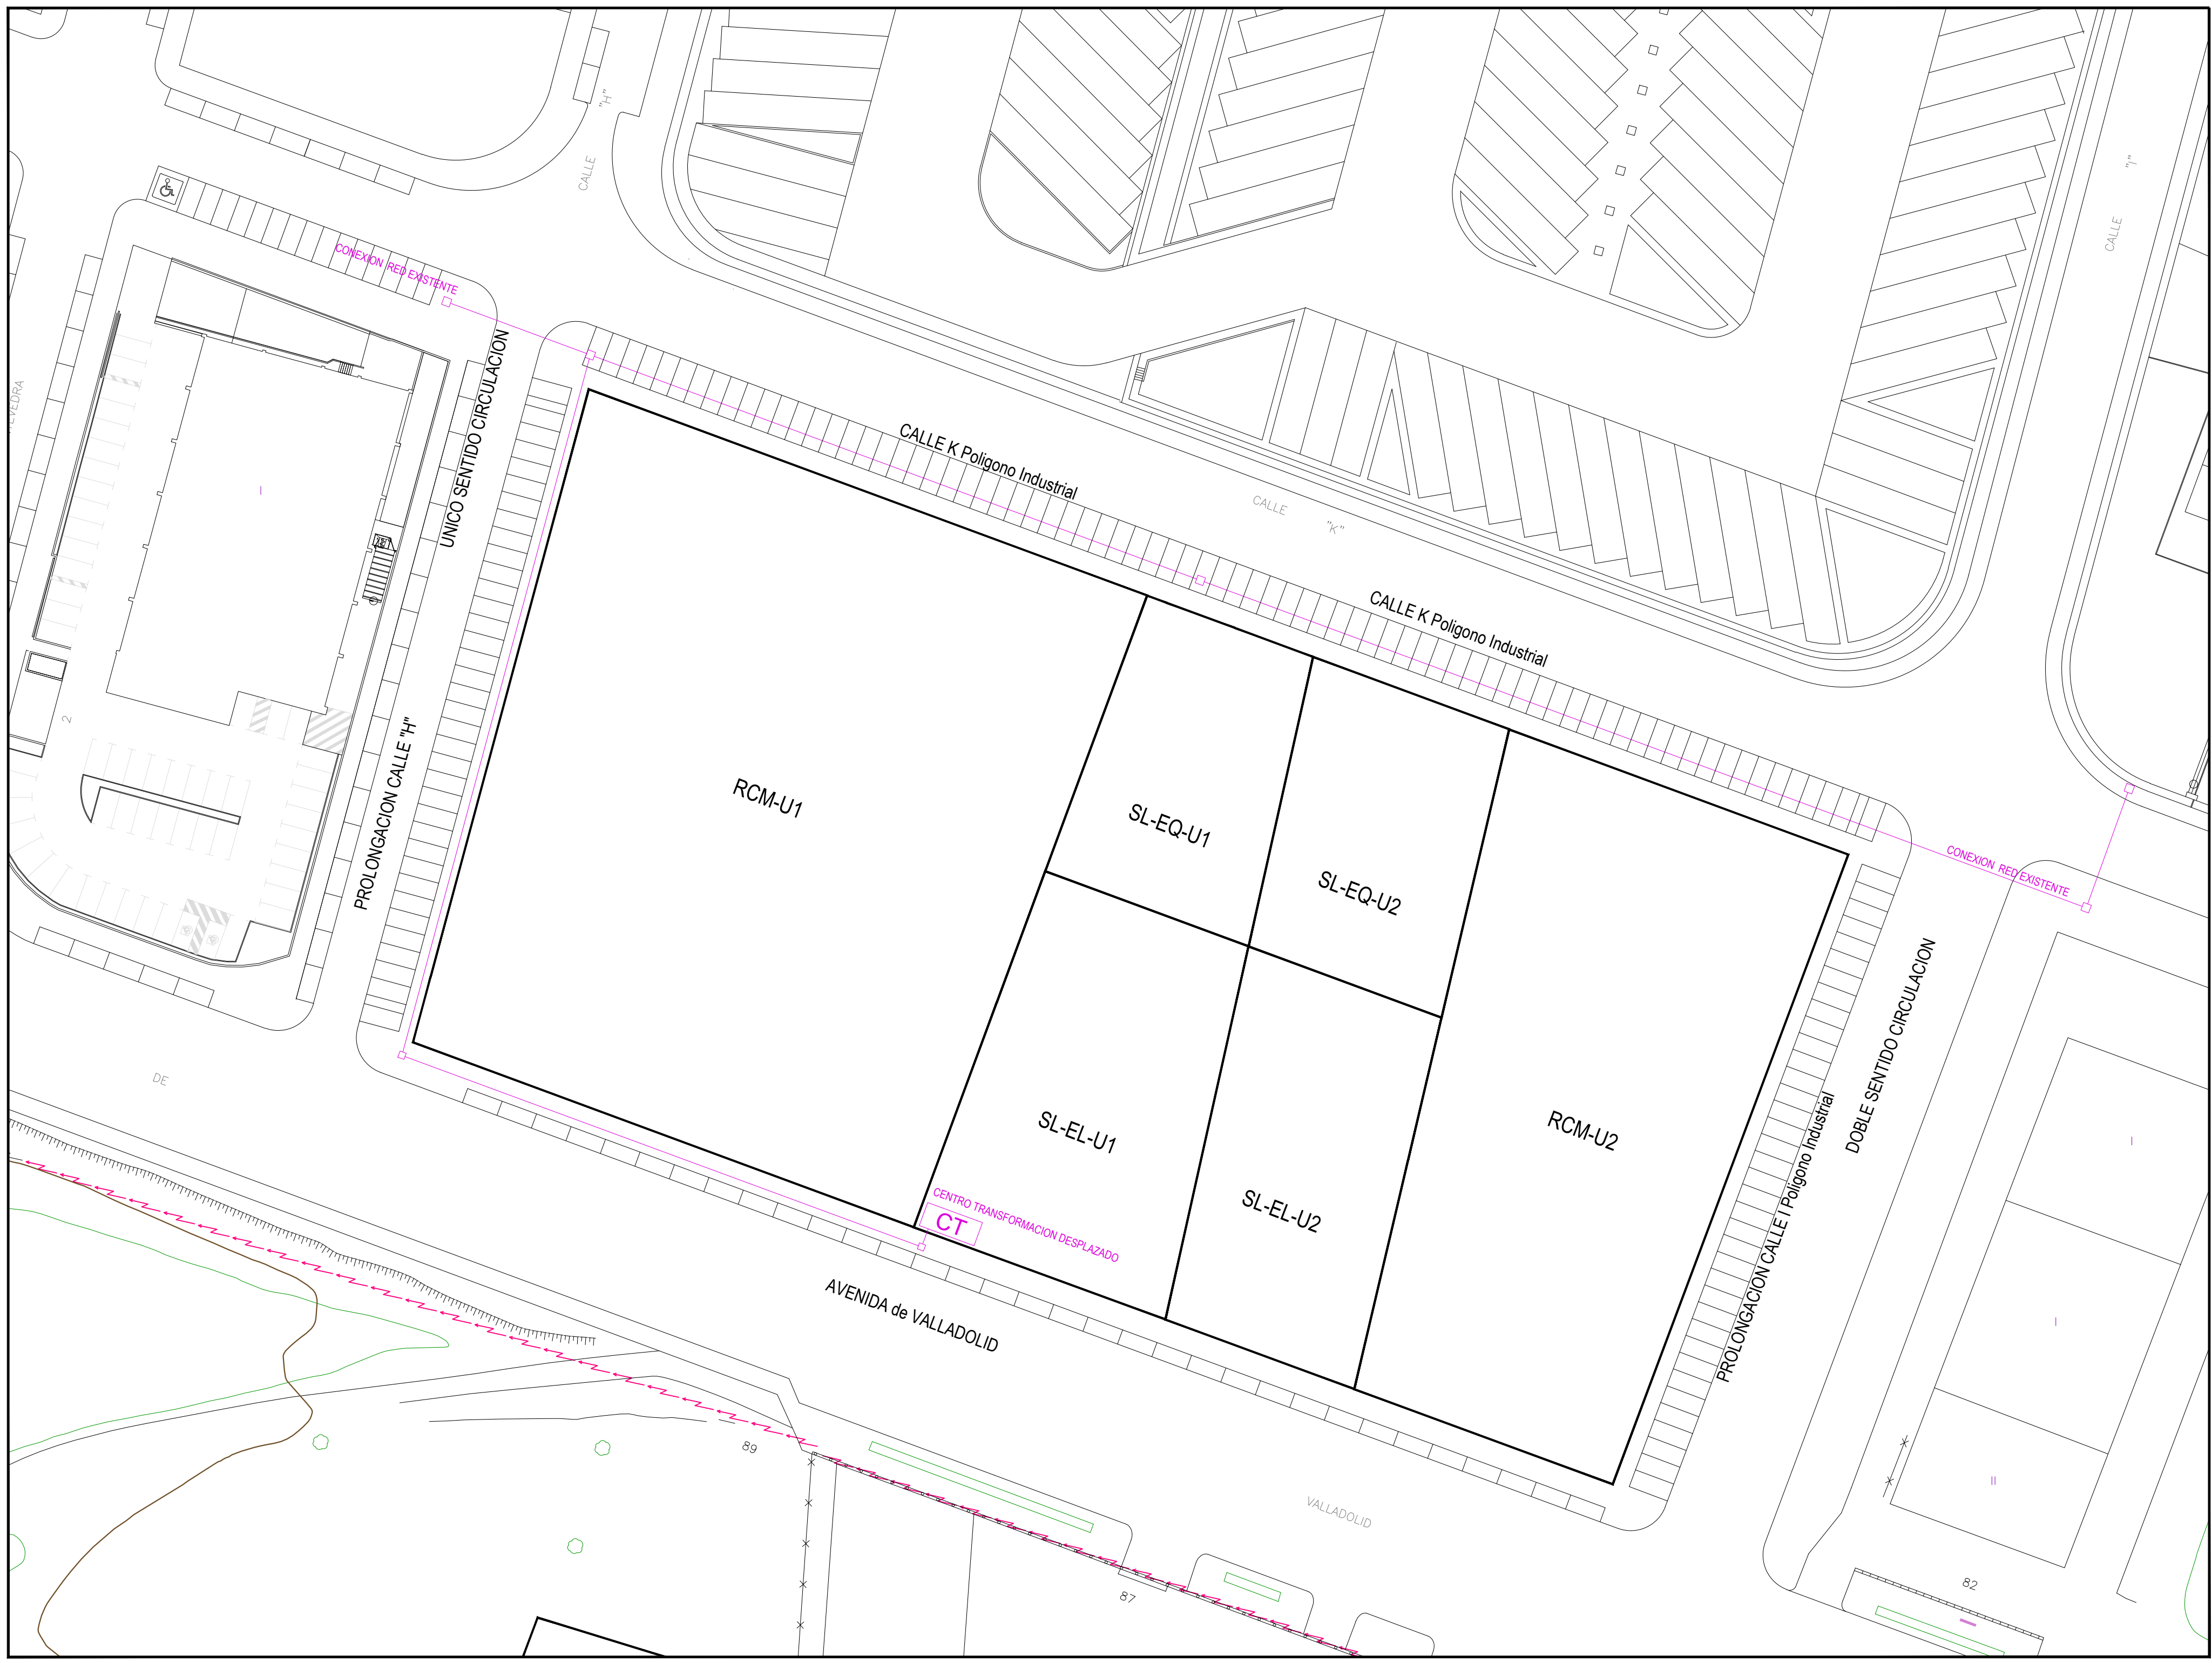 "H"
CALLE
"I"
CALLE
CONEXION RED EXISTENTE
UNICO SENTIDO CIRCULACION
CALLE K Poligono Industrial
CALLE "K"
I
CALLE K Poligono Industrial
2
PROLONGACION CALLE "H"
RCM-U1
SL-EQ-U1
SL-EQ-U2
CONEXION RED EXISTENTE
DOBLE SENTIDO CIRCULACION
DE
SL-EL-U1
RCM-U2
I
PROLONGACION CALLE I Poligono Industrial
SL-EL-U2
CENTRO TRANSFORMACION DESPLAZADO
CT
AVENIDA de VALLADOLID
I
89
II
VALLADOLID
87
82